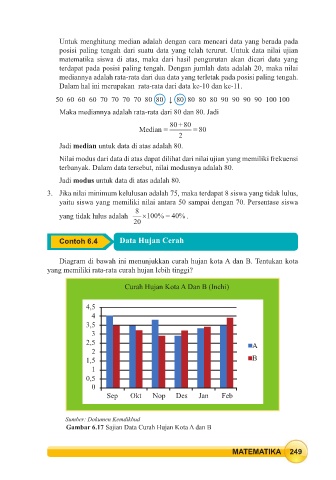 Untuk menghitung median adalah dengan cara mencari data yang berada pada
posisi paling tengah dari suatu data yang telah terurut. Untuk data nilai ujian
matematika siswa di atas, maka dari hasil pengurutan akan dicari data yang
terdapat pada posisi paling tengah. Dengan jumlah data adalah 20, maka nilai
mediannya adalah rata-rata dari dua data yang terletak pada posisi paling tengah.
Dalam hal ini merupakan rata-rata dari data ke-10 dan ke-11.
50 60 60 60 70 70 70 70 80 80 ↓ 80 80 80 80 90 90 90 90 100 100
Maka mediannya adalah rata-rata dari 80 dan 80. Jadi
Median = 80 + 80 / 2 = 80
Jadi median untuk data di atas adalah 80.
Nilai modus dari data di atas dapat dilihat dari nilai ujian yang memiliki frekuensi
terbanyak. Dalam data tersebut, nilai modusnya adalah 80.
Jadi modus untuk data di atas adalah 80.
3. Jika nilai minimum kelulusan adalah 75, maka terdapat 8 siswa yang tidak lulus,
yaitu siswa yang memiliki nilai antara 50 sampai dengan 70. Persentase siswa
yang tidak lulus adalah 8/20 ×100% = 40% .
Contoh 6.4 Data Hujan Cerah
Diagram di bawah ini menunjukkan curah hujan kota A dan B. Tentukan kota
yang memiliki rata-rata curah hujan lebih tinggi?
Curah Hujan Kota A Dan B (Inchi)
4,5
4
3,5
3
2,5
2
1,5
1
0,5
0
A
B
Sep Okt Nop Des Jan Feb
Sumber: Dokumen Kemdikbud
Gambar 6.17 Sajian Data Curah Hujan Kota A dan B
MATEMATIKA 249